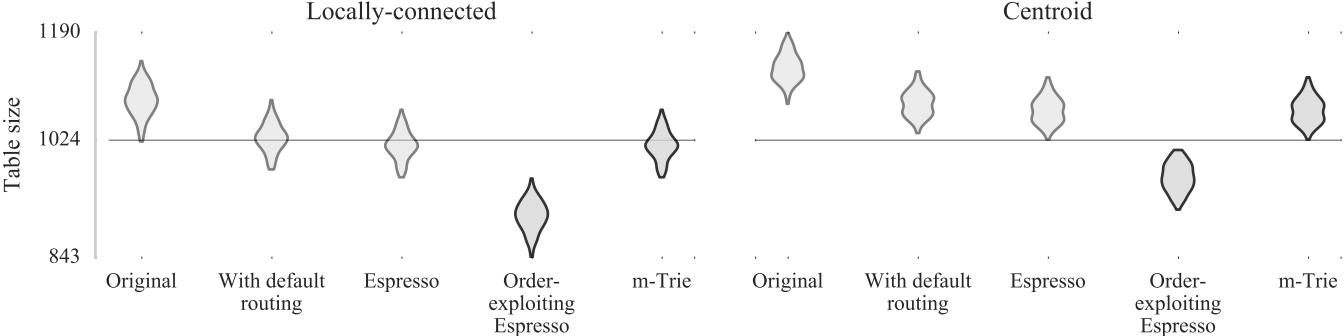 Locally-connected
Centroid
1190
1024
843
Table size
Original
With default
routing
Espresso
Order-
exploiting
Espresso
m-Trie
Original
With default
routing
Espresso
Order-
exploiting
Espresso
m-Trie